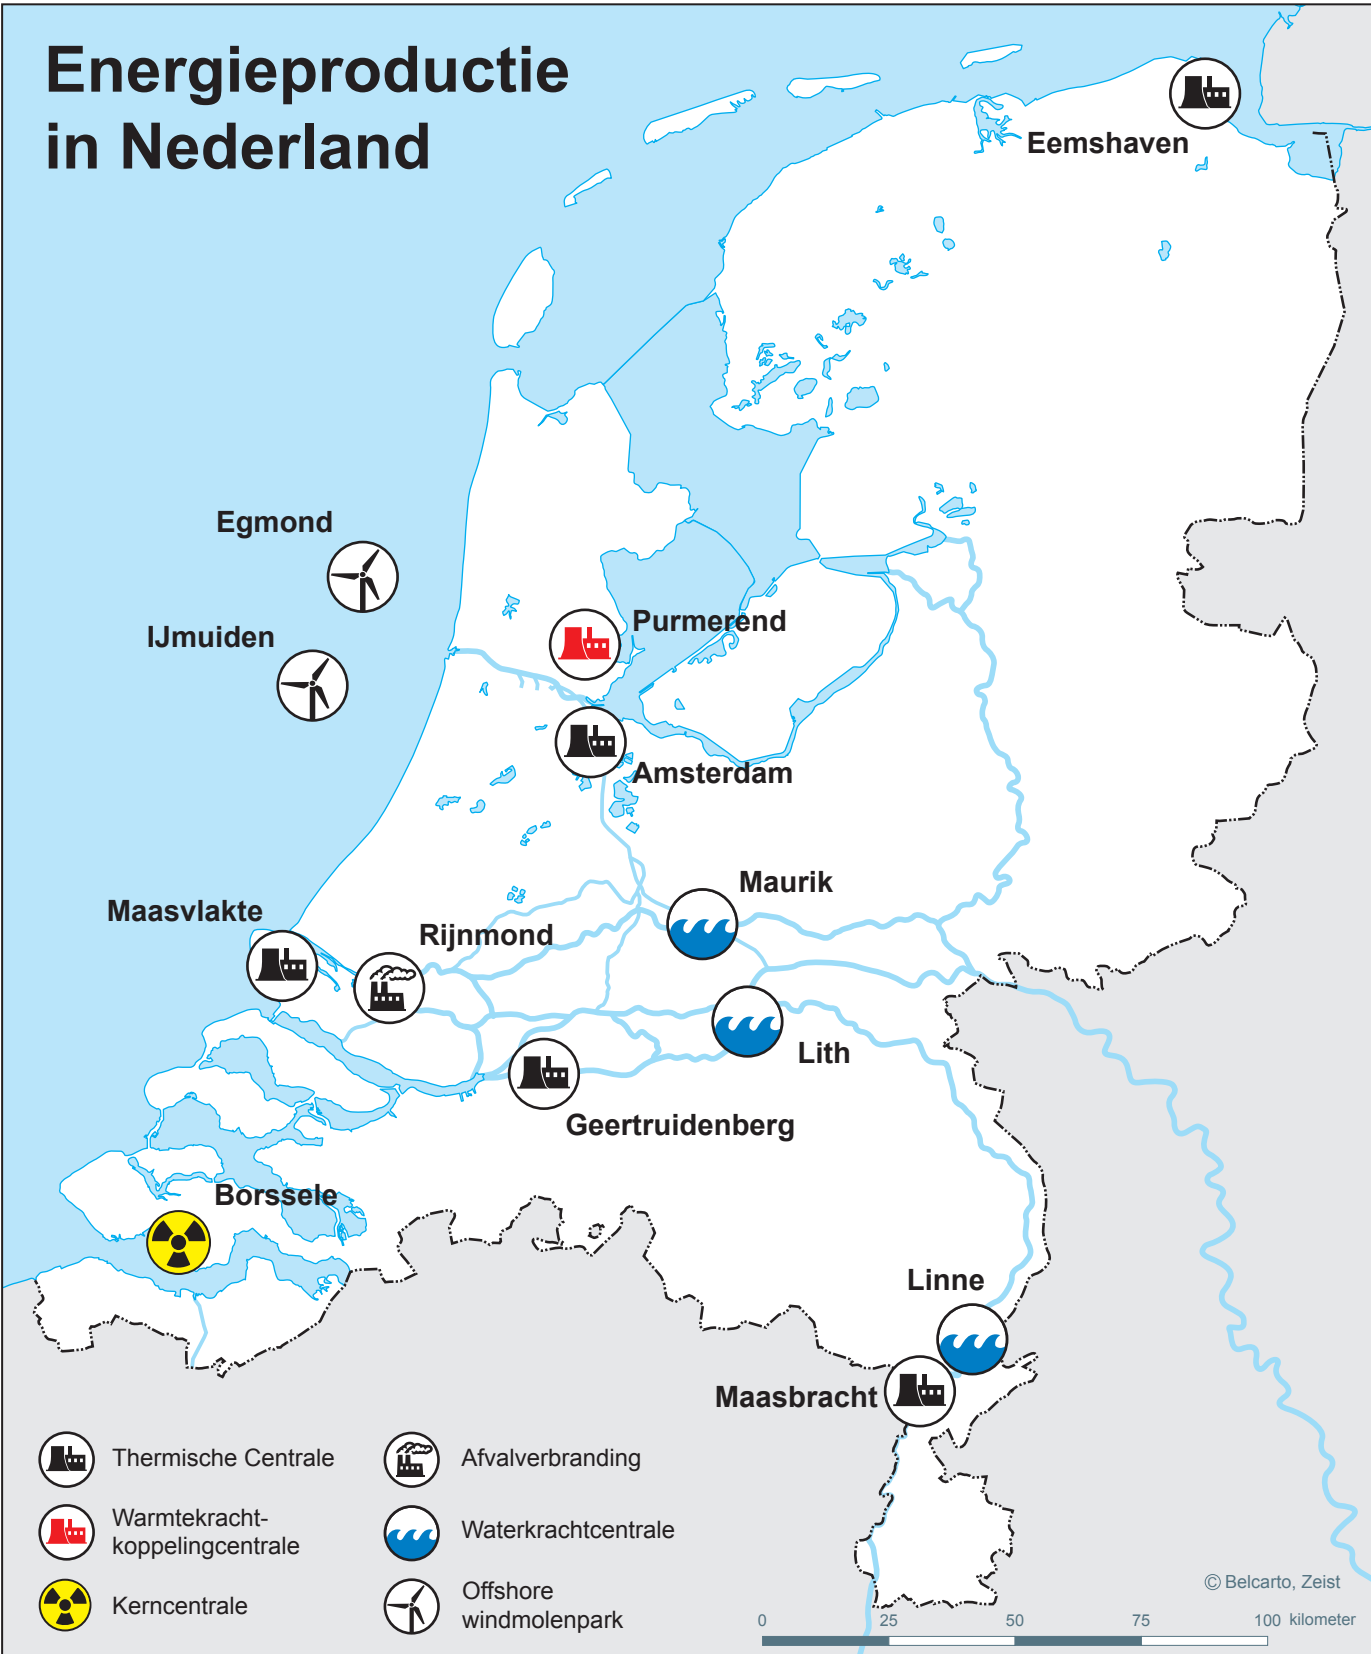 Energieproductie
in Nederland
Eemshaven
Egmond
IJmuiden
Purmerend
Amsterdam
Maurik
Maasvlakte
Rijnmond
Lith
Geertruidenberg
Borssele
Linne
Maasbracht
Thermische Centrale
Warmtekracht-
koppelingcentrale
Kerncentrale
Afvalverbranding
Waterkrachtcentrale
Offshore
windmolenpark
© Belcarto, Zeist
0 25 50 75 100 kilometer